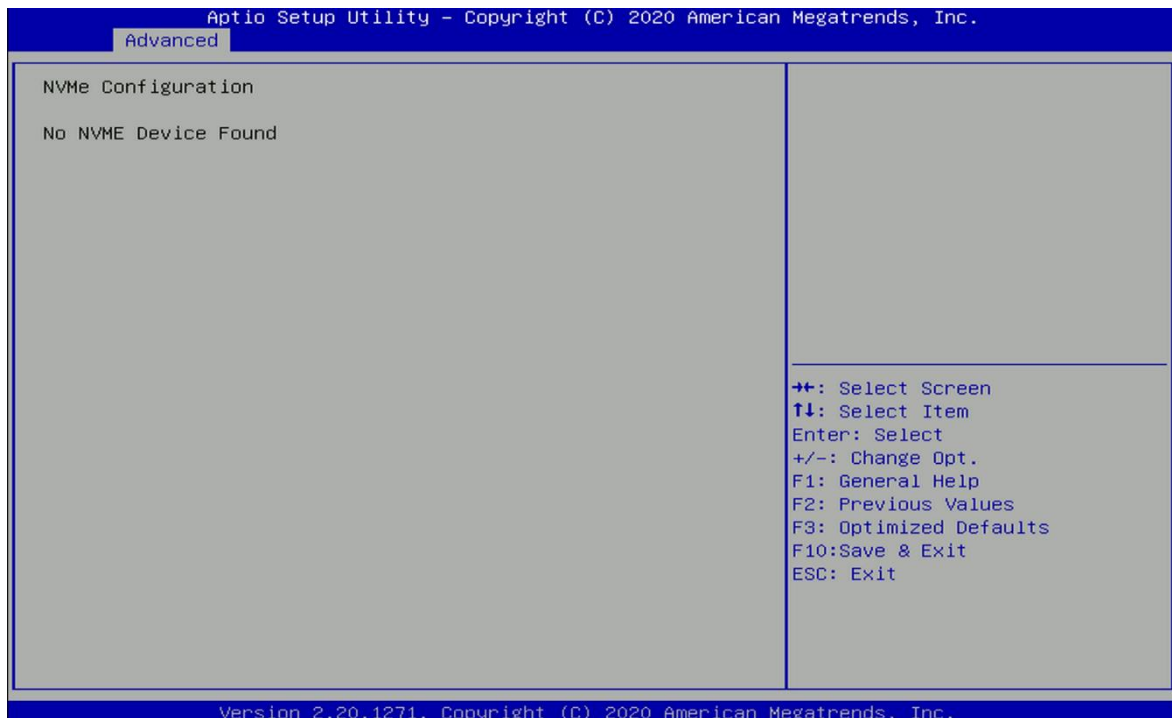 Aptio Setup Utility – Copyright (C) 2020 American Megatrends, Inc.
Advanced
NVMe Configuration
No NVME Device Found
→←: Select Screen
↑↓: Select Item
Enter: Select
+/-: Change Opt.
F1: General Help
F2: Previous Values
F3: Optimized Defaults
F10:Save & Exit
ESC: Exit
Version 2.20.1271. Copyright (C) 2020 American Megatrends, Inc.